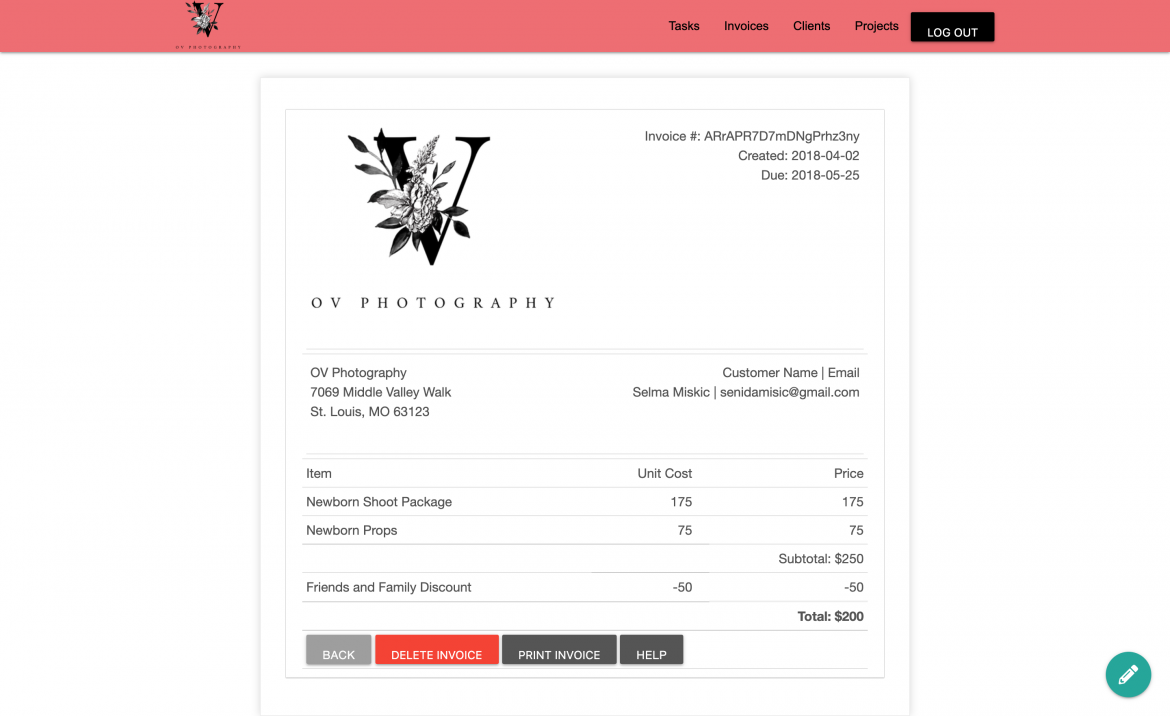 OV PHOTOGRAPHY
Tasks Invoices Clients Projects LOG OUT
V
OV PHOTOGRAPHY
Invoice #: ARrAPR7D7mDNgPrhz3ny
Created: 2018-04-02
Due: 2018-05-25
OV Photography
7069 Middle Valley Walk
St. Louis, MO 63123
Customer Name | Email
Selma Miskic | senidamisic@gmail.com
Item Unit Cost Price
Newborn Shoot Package 175 175
Newborn Props 75 75
Subtotal: $250
Friends and Family Discount -50 -50
Total: $200
BACK DELETE INVOICE PRINT INVOICE HELP